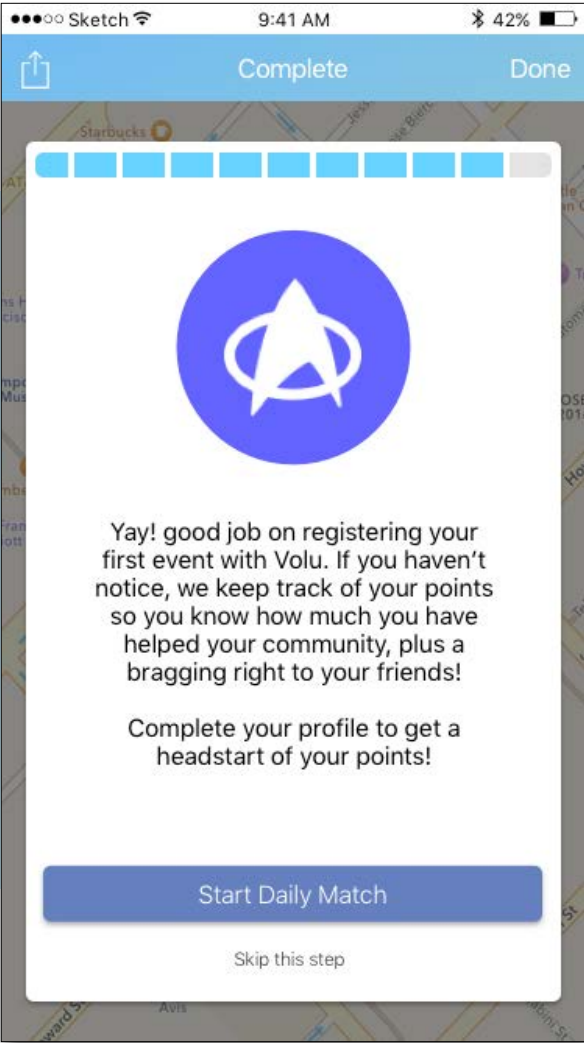 Sketch 9:41 AM 42%
Complete Done
Starbucks
Yay! good job on registering your
first event with Volu. If you haven’t
notice, we keep track of your points
so you know how much you have
helped your community, plus a
bragging right to your friends!
Complete your profile to get a
headstart of your points!
Start Daily Match
Skip this step
Avis